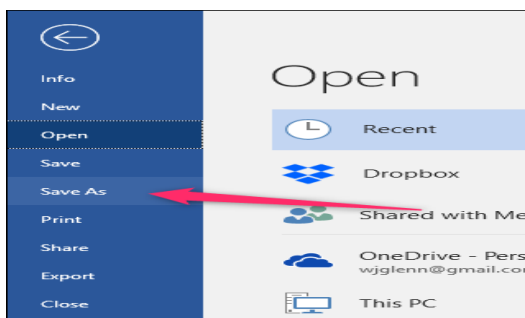 Info
New
Open
Save
Save As
Print
Share
Export
Close
Open
Recent
Dropbox
Shared with Me
OneDrive - Pers
wjglenn@gmail.co
This PC